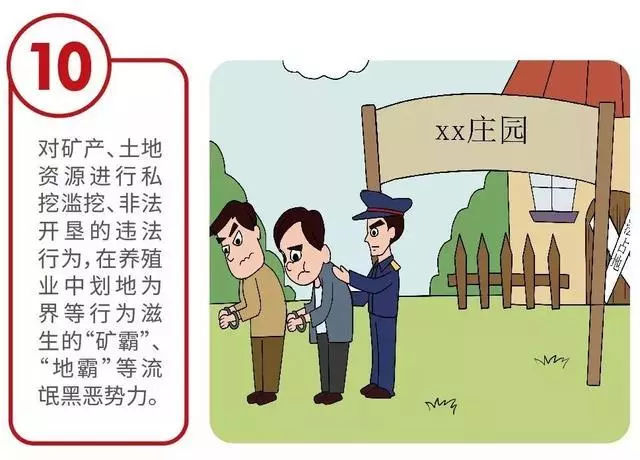 10
对矿产、土地
资源进行私
挖滥挖、非法
开垦的违法
行为，在养殖
业中划地为
界等行为滋
生的“矿霸”、
“地霸”等流
氓黑恶势力。
xx庄园
占地